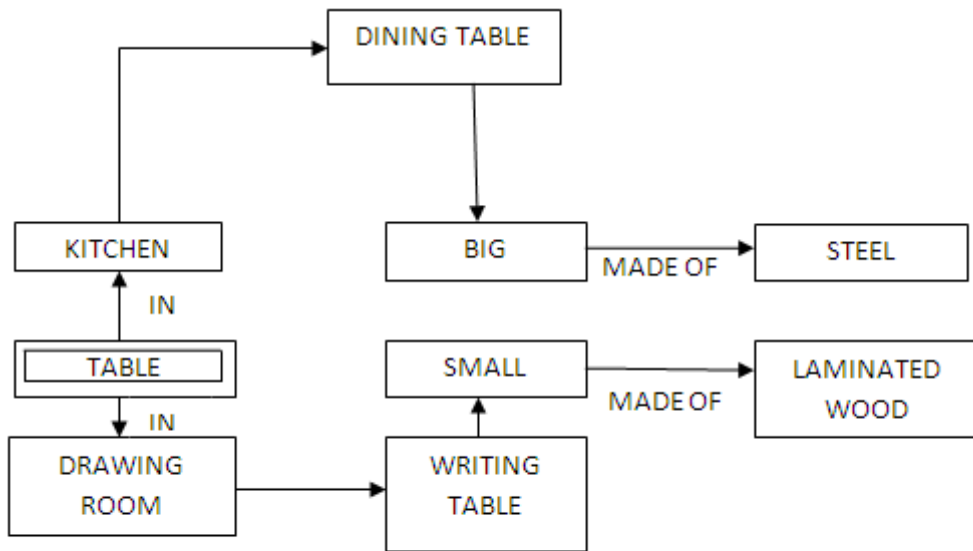 DINING TABLE
KITCHEN
BIG
MADE OF
STEEL
IN
TABLE
SMALL
MADE OF
LAMINATED
WOOD
IN
DRAWING
ROOM
WRITING
TABLE